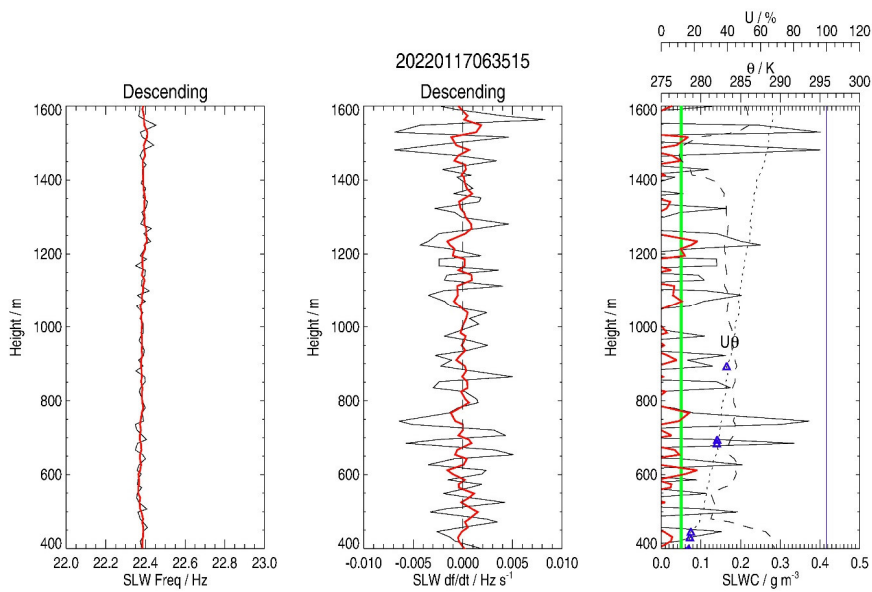 U / %
0 20 40 60 80 100 120
20220117063515
θ / K
Descending
Descending
275 280 285 290 295 300
1600
1400
1200
1000
800
600
400
Height / m
22.0 22.2 22.4 22.6 22.8 23.0
SLW Freq / Hz
1600
1400
1200
1000
800
600
400
Height / m
-0.010 -0.005 0.000 0.005 0.010
SLW df/dt / Hz s-1
1600
1400
1200
1000
800
600
400
Height / m
Uθ
0.0 0.1 0.2 0.3 0.4 0.5
SLWC / g m-3